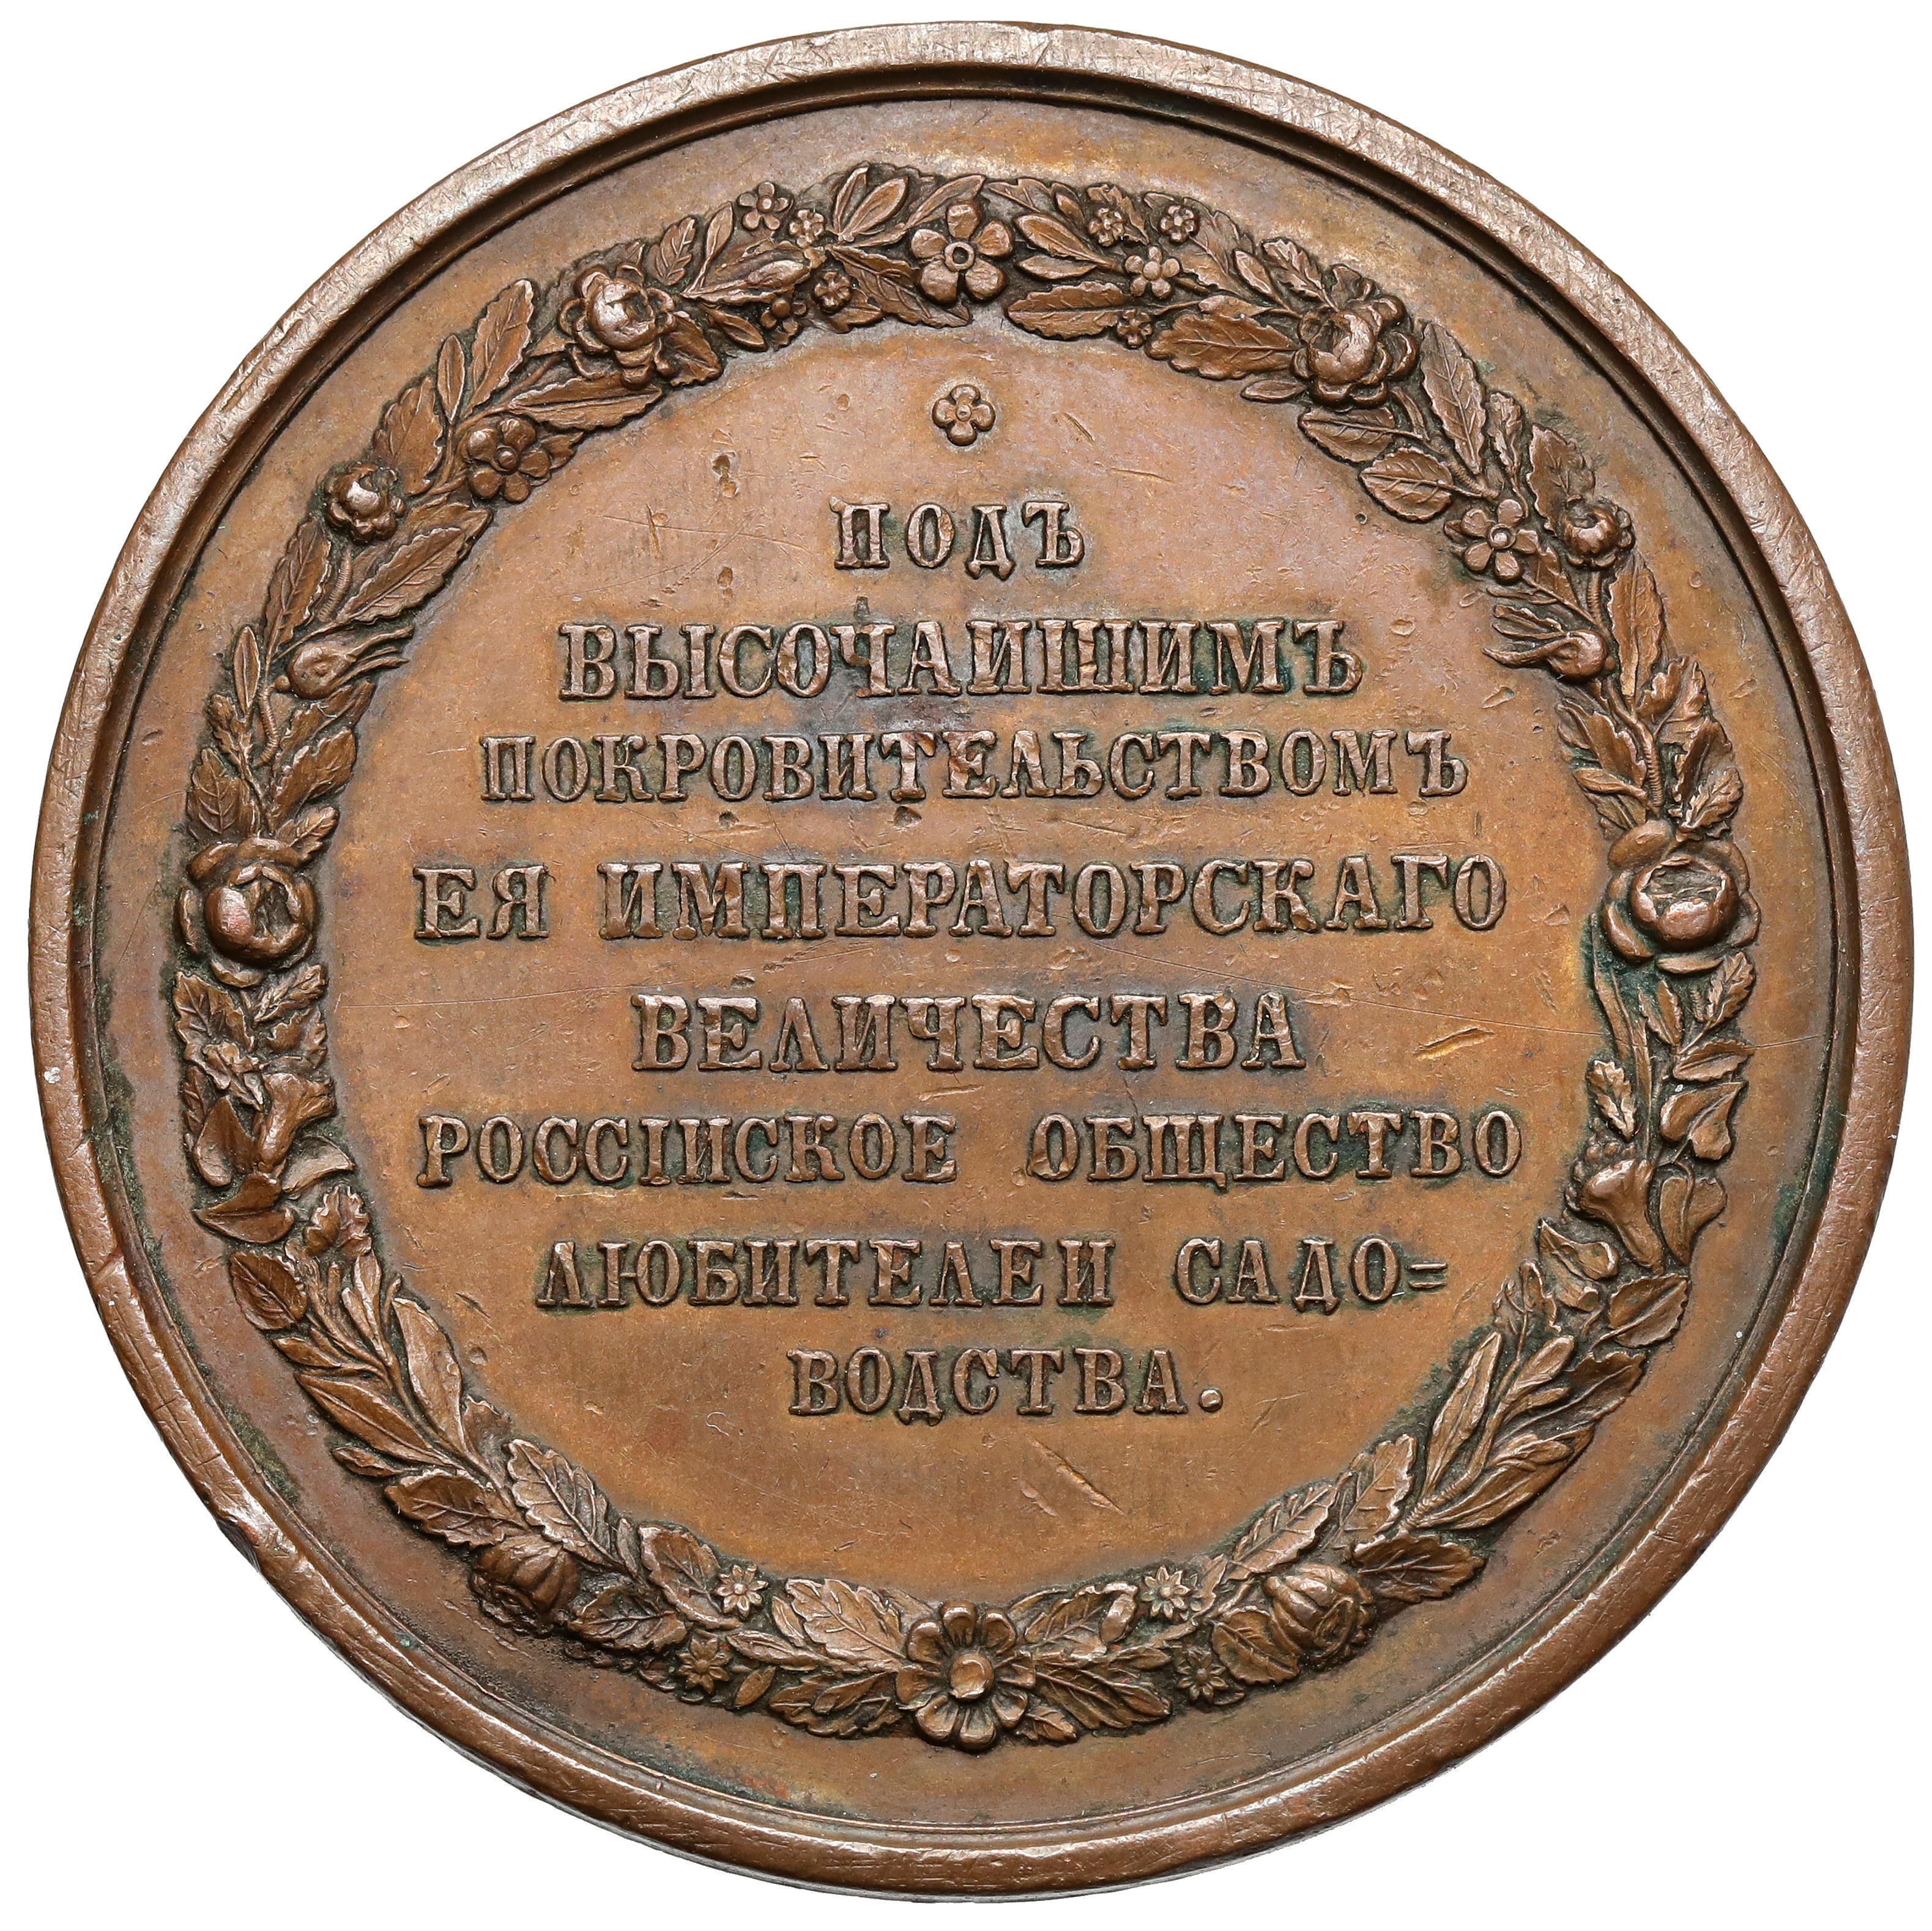 ПОДЪ
ВЫСОЧАИШИМЪ
ПОКРОВИТЕЛЬСТВОМЪ
ЕЯ ИМПЕРАТОРСКАГО
ВЕЛИЧЕСТВА
РОССІИСКОЕ ОБЩЕСТВО
ЛЮБИТЕЛЕИ САДО=
ВОДСТВА.